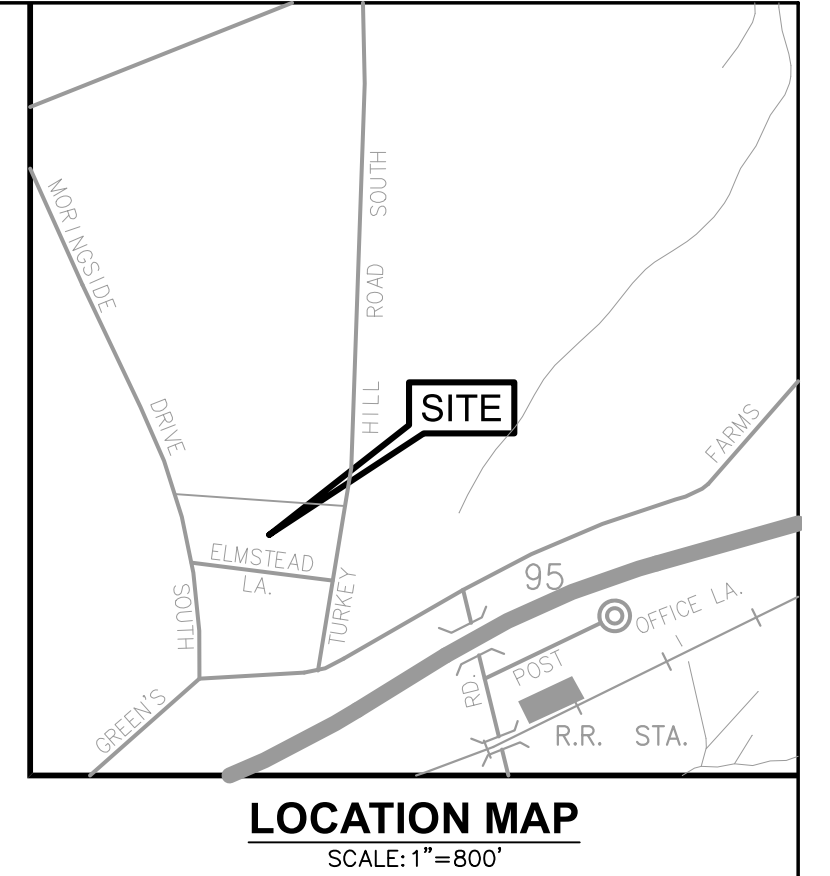 MORINGSIDE
DRIVE
SOUTH
SOUTH
ROAD
HILL
TURKEY
SITE
ELMSTEAD
LA.
GREEN'S
FARMS
RD.
95
POST
OFFICE LA.
R.R. STA.
LOCATION MAP
SCALE: 1"=800'